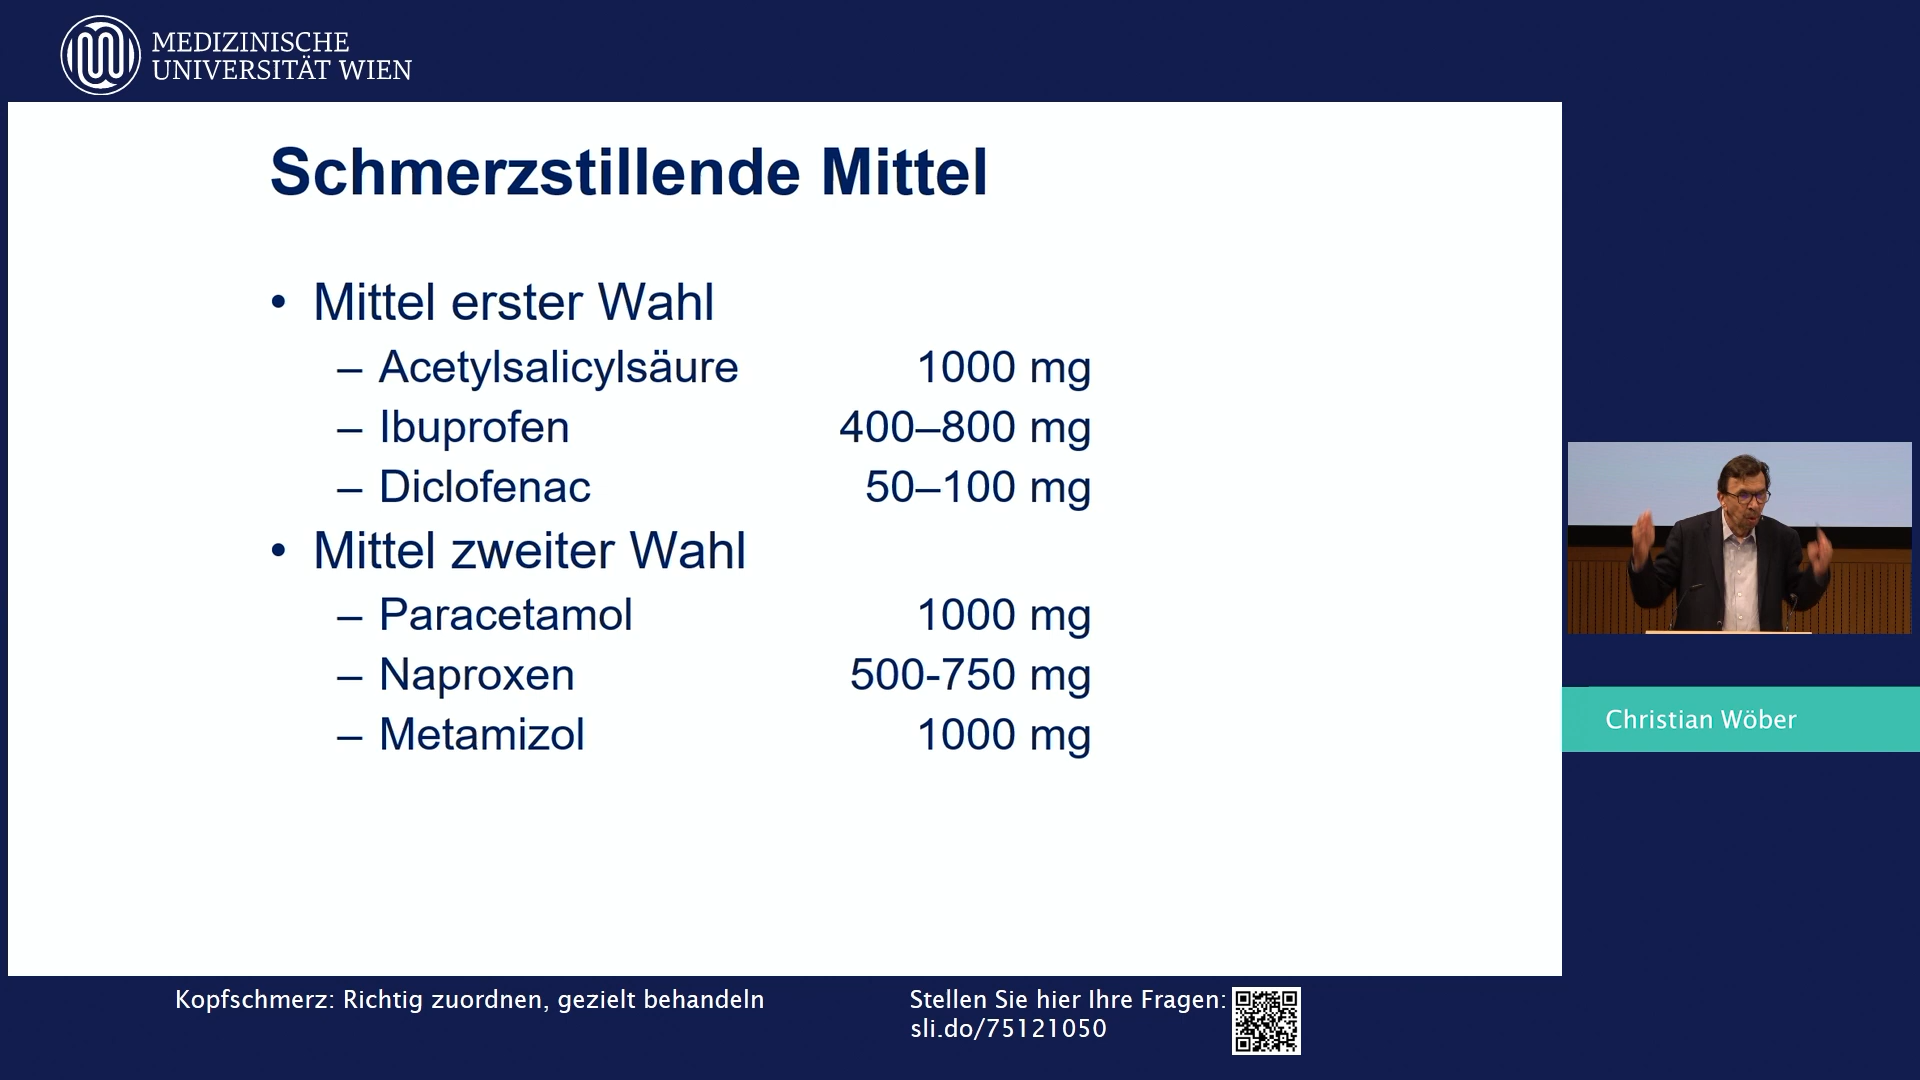 MEDIZINISCHE
UNIVERSITÄT WIEN
Schmerzstillende Mittel
• Mittel erster Wahl
– Acetylsalicylsäure 1000 mg
– Ibuprofen 400–800 mg
– Diclofenac 50–100 mg
• Mittel zweiter Wahl
– Paracetamol 1000 mg
– Naproxen 500-750 mg
– Metamizol 1000 mg
Christian Wöber
Kopfschmerz: Richtig zuordnen, gezielt behandeln
Stellen Sie hier Ihre Fragen:
sli.do/75121050